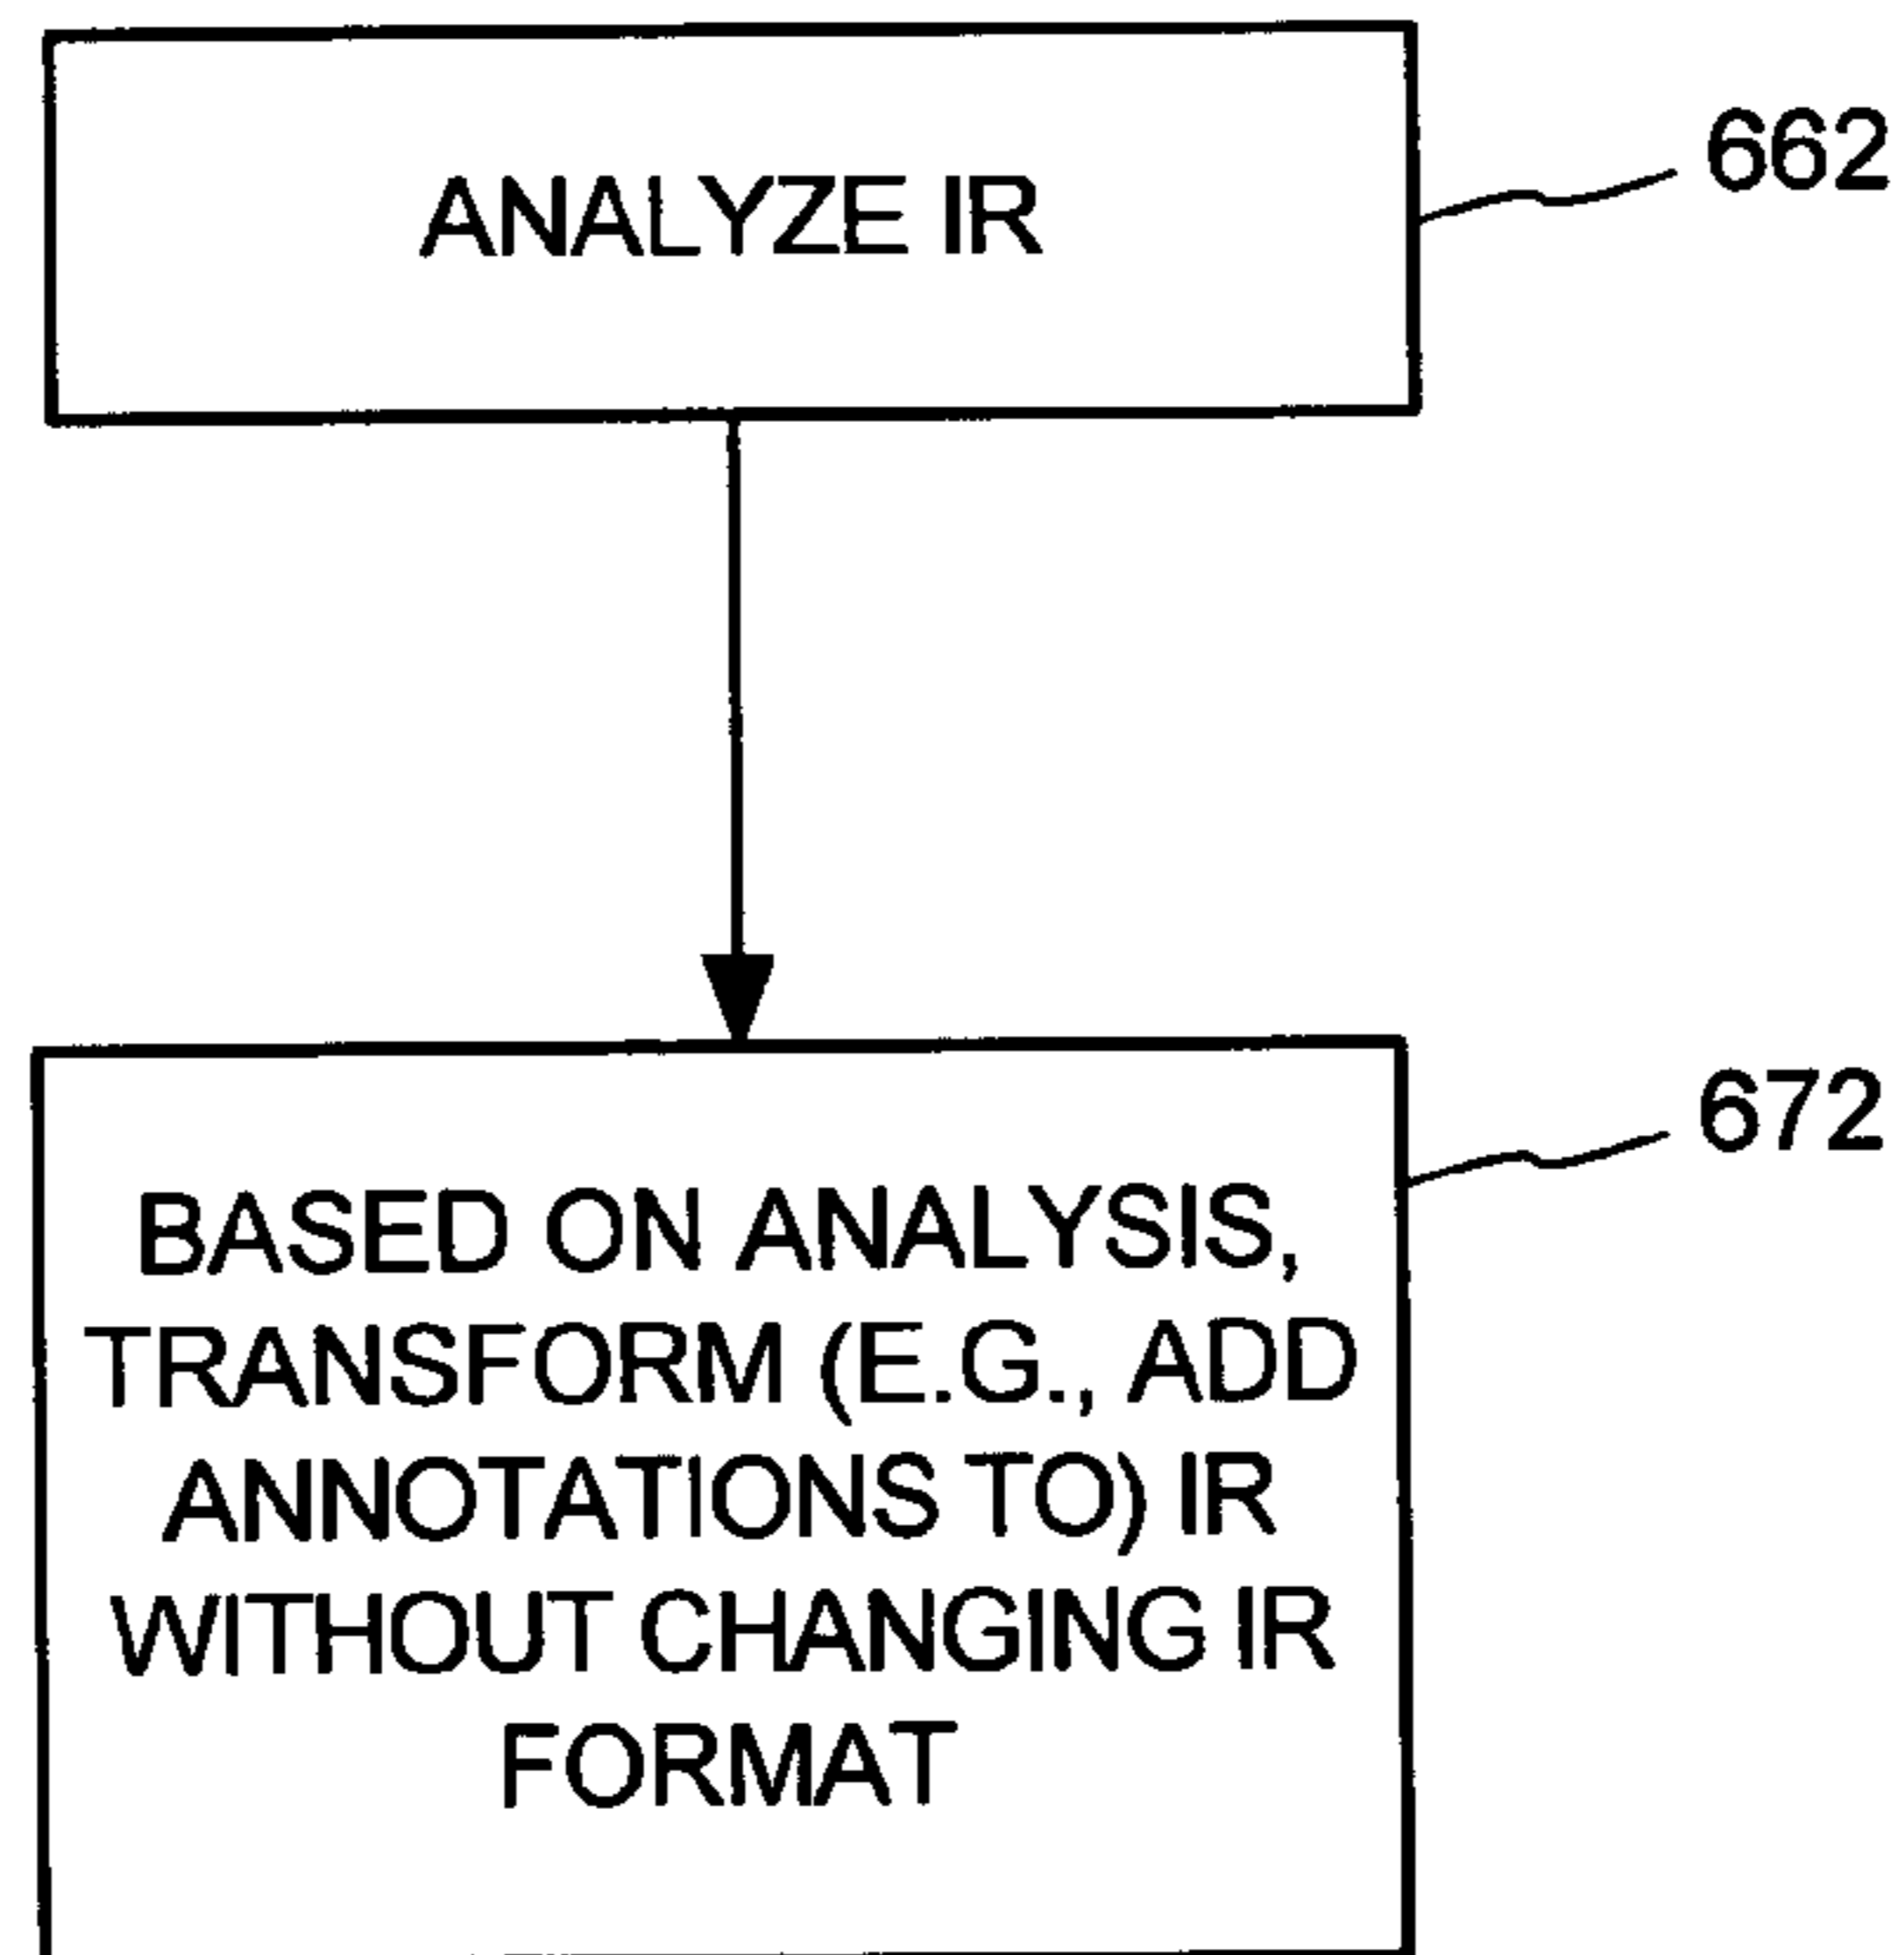 ANALYZE IR
662
672
BASED ON ANALYSIS,
TRANSFORM (E.G., ADD
ANNOTATIONS TO) IR
WITHOUT CHANGING IR
FORMAT